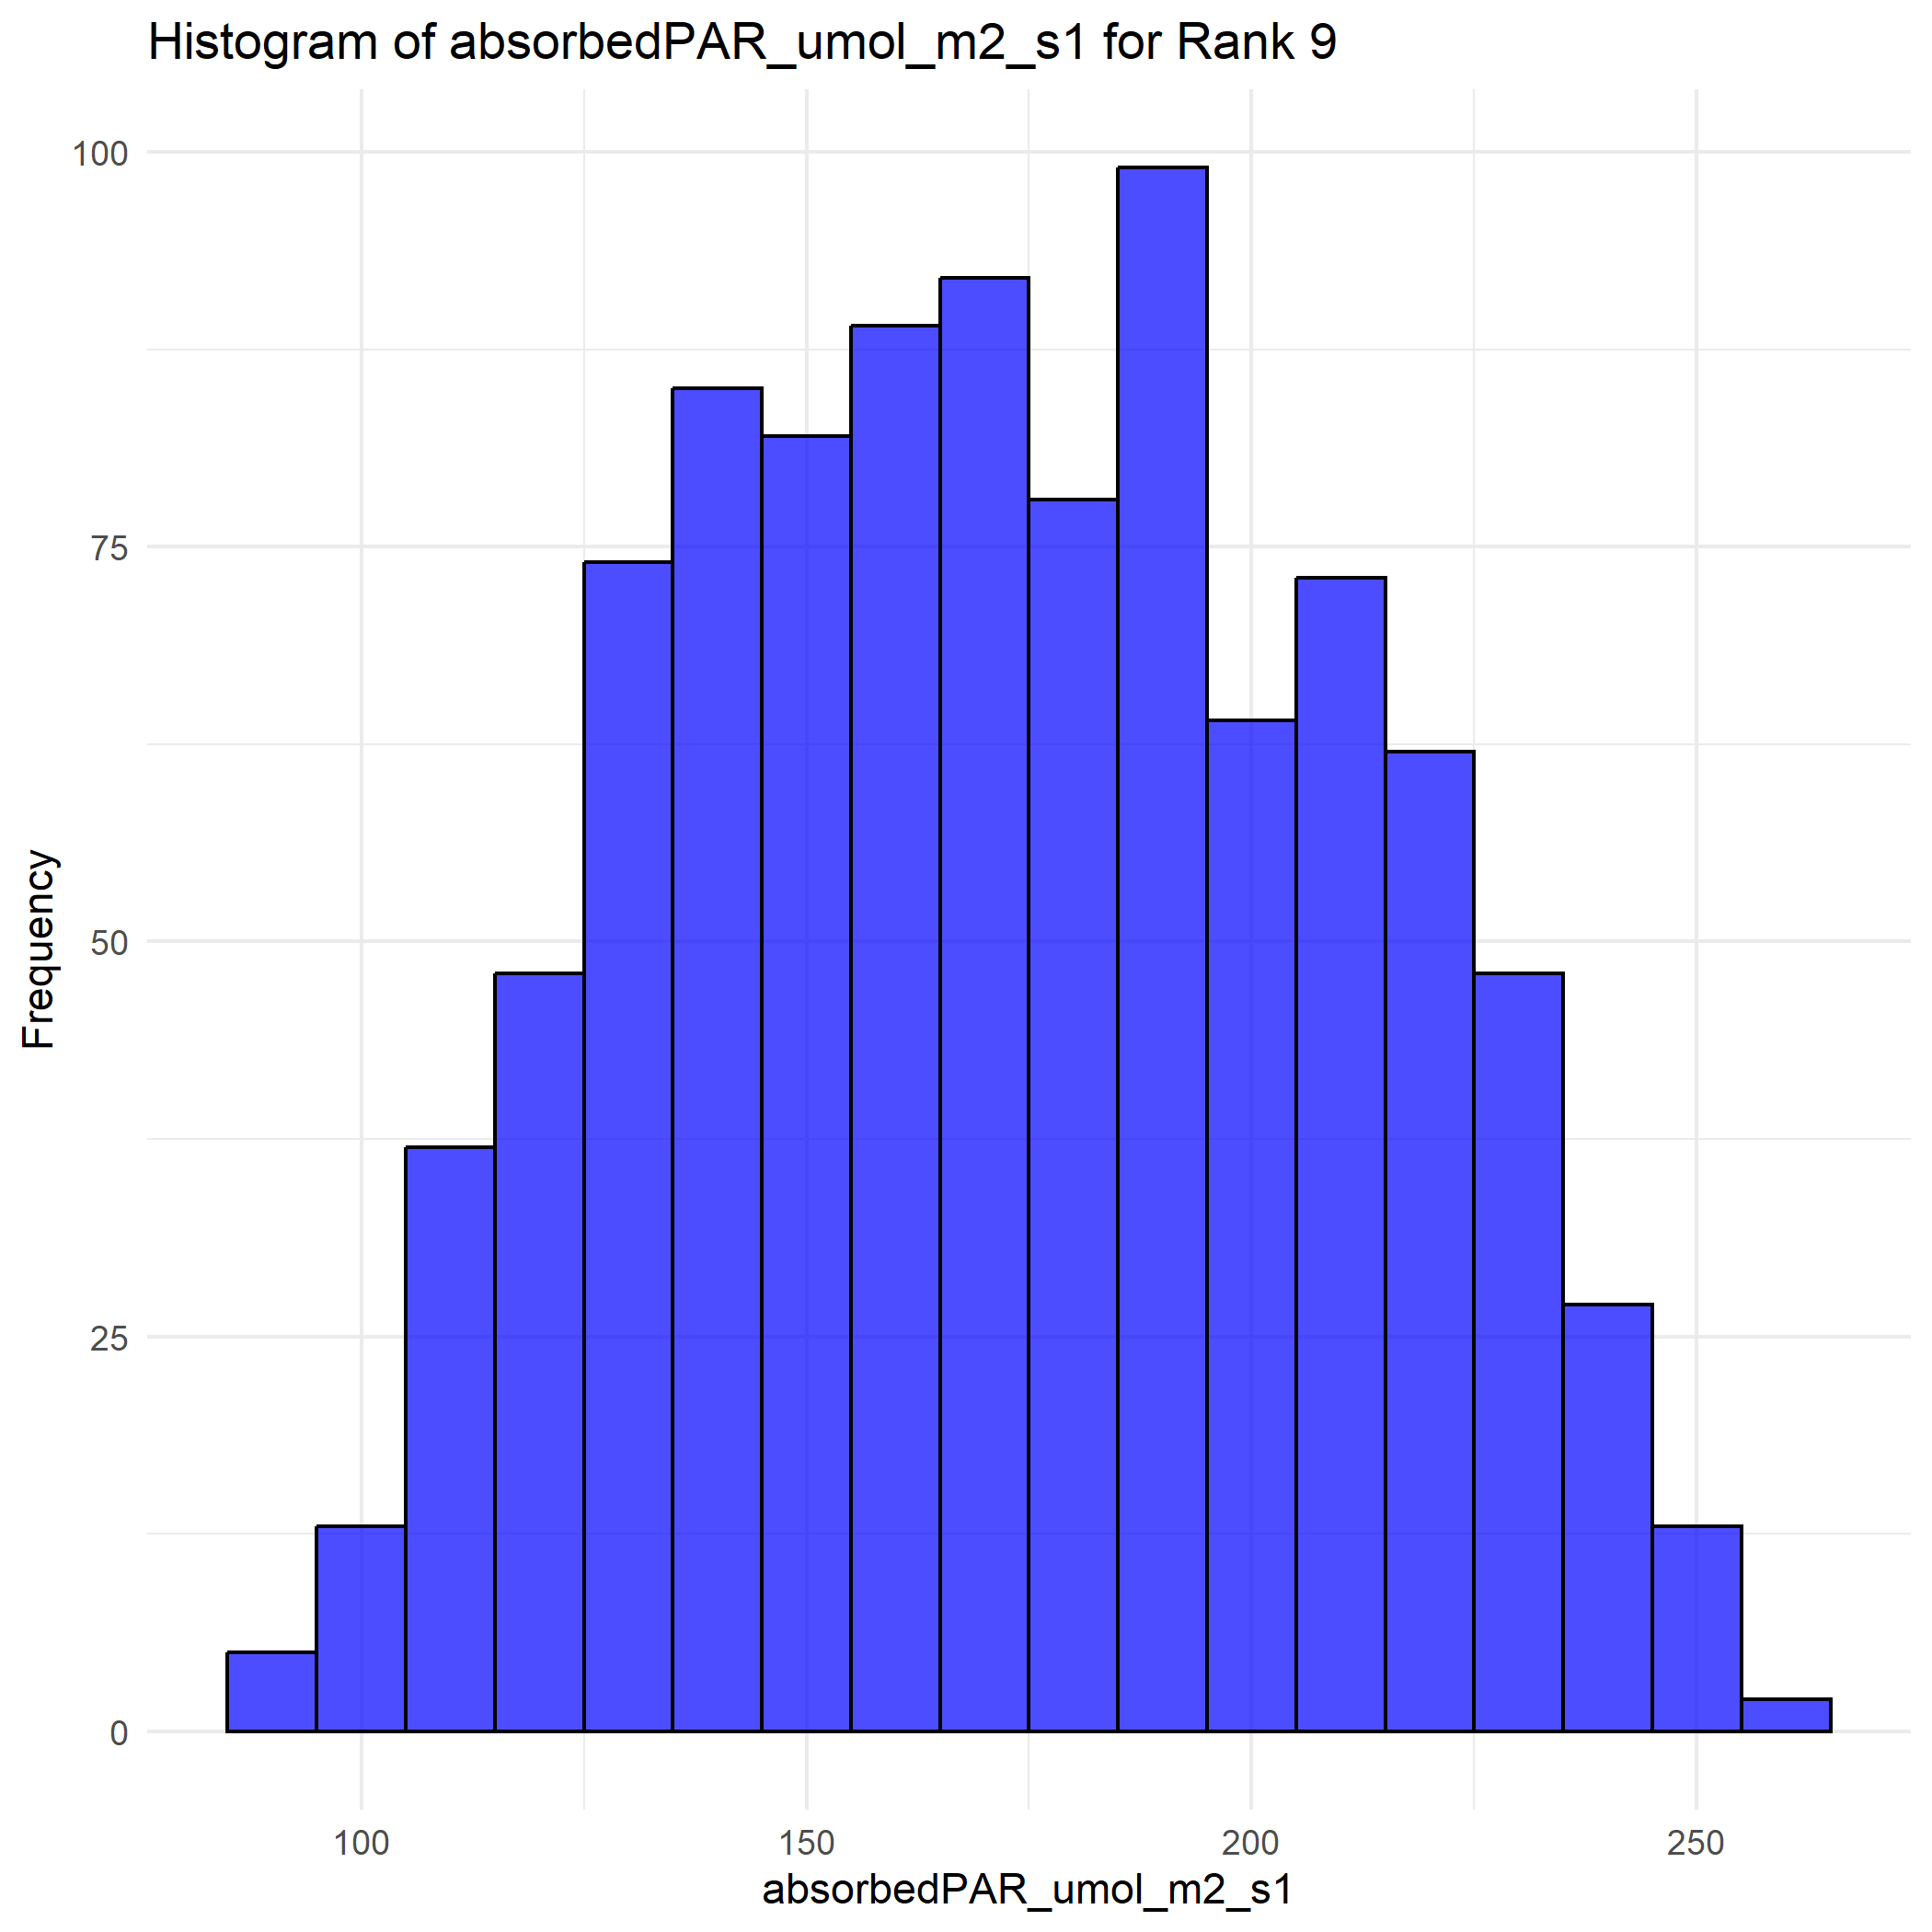 Histogram of absorbedPAR_umol_m2_s1 for Rank 9
100
75
50
25
0
Frequency
100 150 200 250
absorbedPAR_umol_m2_s1